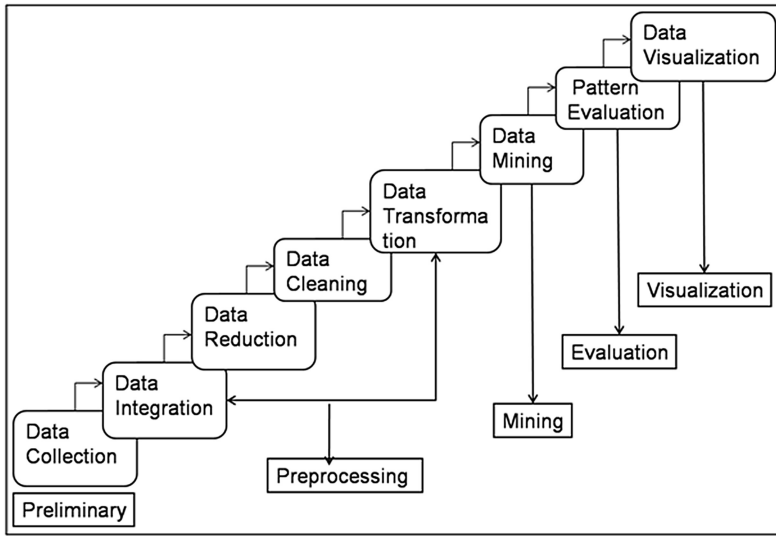 Data
Visualization
Pattern
Evaluation
Data
Mining
Data
Transforma
tion
Data
Cleaning
Data
Reduction
Data
Integration
Data
Collection
Visualization
Evaluation
Mining
Preprocessing
Preliminary